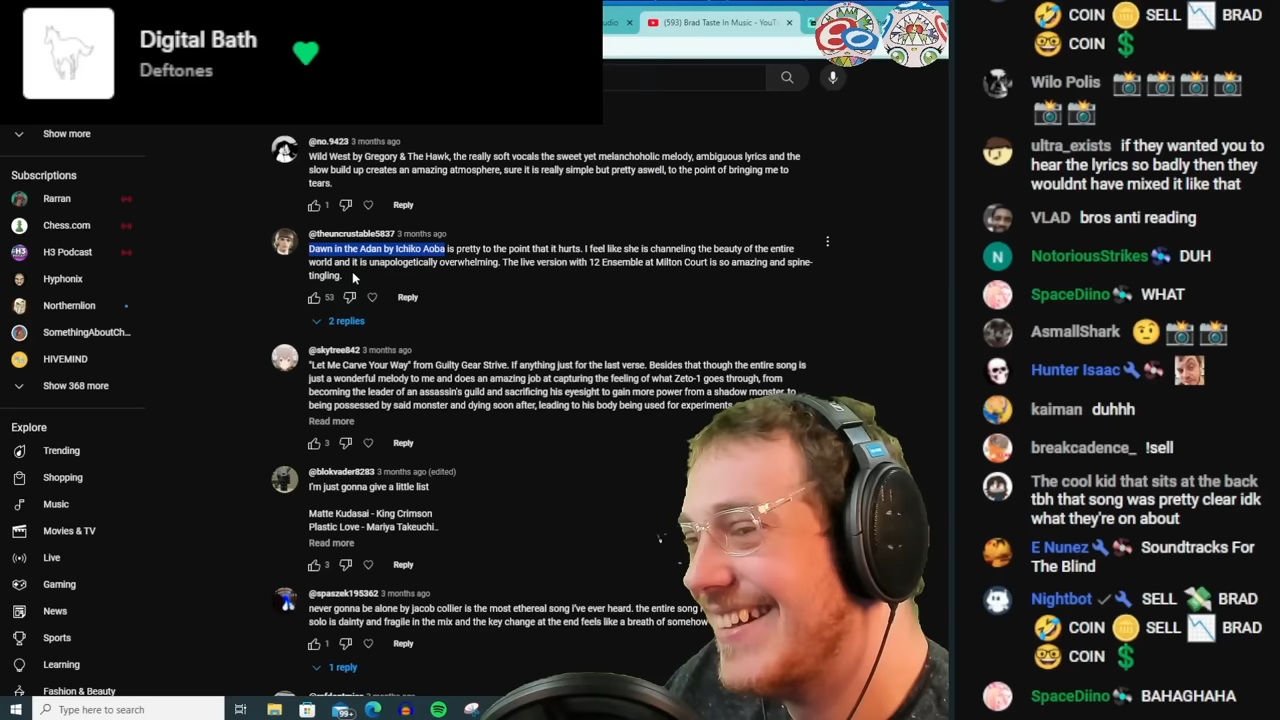 Digital Bath
Deftones
(593) Brad Taste In Music - YouT
Show more
Subscriptions
Rarran
Chess.com
H3 Podcast
Hyphonix
Northernlion
SomethingAboutCh...
HIVEMIND
Show 368 more
Explore
Trending
Shopping
Music
Movies & TV
Live
Gaming
News
Sports
Learning
Fashion & Beauty
@no.9423 3 months ago
Wild West by Gregory & The Hawk, the really soft vocals the sweet yet melanchoholic melody, ambiguous lyrics and the
slow build up creates an amazing atmosphere, sure it is really simple but pretty aswell, to the point of bringing me to
tears.
1 Reply
@theuncrustable5837 3 months ago
Dawn in the Adan by Ichiko Aoba is pretty to the point that it hurts. I feel like she is channeling the beauty of the entire
world and it is unapologetically overwhelming. The live version with 12 Ensemble at Milton Court is so amazing and spine-
tingling.
53 Reply
2 replies
@skytree842 3 months ago
"Let Me Carve Your Way" from Guilty Gear Strive. If anything just for the last verse. Besides that though the entire song is
just a wonderful melody to me and does an amazing job at capturing the feeling of what Zeto-1 goes through, from
becoming the leader of an assassin's guild and sacrificing his eyesight to gain more power from a shadow monster, to
being possessed by said monster and dying soon after, leading to his body being used for experiments
Read more
3 Reply
@blokvader8283 3 months ago (edited)
I'm just gonna give a little list
Matte Kudasai - King Crimson
Plastic Love - Mariya Takeuchi..
Read more
3 Reply
@spaszek195362 3 months ago
never gonna be alone by jacob collier is the most ethereal song i've ever heard. the entire song
solo is dainty and fragile in the mix and the key change at the end feels like a breath of somehow
1 Reply
1 reply
months ago
Type here to search
99+
COIN SELL BRAD
COIN
Wilo Polis
ultra_exists if they wanted you to
hear the lyrics so badly then they
wouldnt have mixed it like that
VLAD bros anti reading
NotoriousStrikes DUH
SpaceDiino WHAT
AsmallShark
Hunter Isaac
kaiman duhhh
breakcadence_ !sell
The cool kid that sits at the back
tbh that song was pretty clear idk
what they're on about
E Nunez Soundtracks For
The Blind
Nightbot SELL BRAD
COIN SELL BRAD
COIN
SpaceDiino BAHAGHAHA